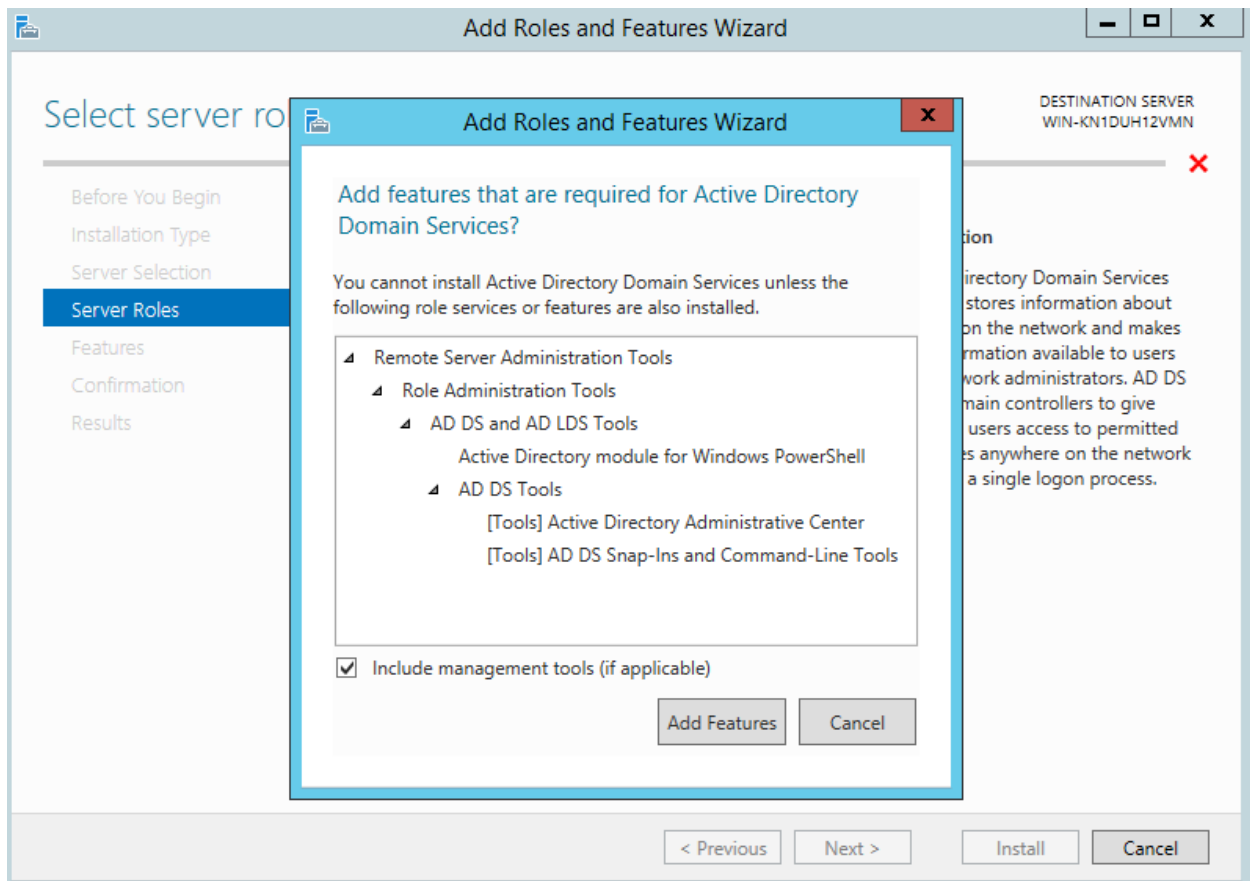 Add Roles and Features Wizard
Select server ro
DESTINATION SERVER
WIN-KN1DUH12VMN
Before You Begin
Installation Type
Server Selection
Server Roles
Features
Confirmation
Results
Add Roles and Features Wizard
x
Add features that are required for Active Directory
Domain Services?
You cannot install Active Directory Domain Services unless the
following role services or features are also installed.
Remote Server Administration Tools
Role Administration Tools
AD DS and AD LDS Tools
Active Directory module for Windows PowerShell
AD DS Tools
[Tools] Active Directory Administrative Center
[Tools] AD DS Snap-Ins and Command-Line Tools
Include management tools (if applicable)
Add Features
Cancel
tion
irectory Domain Services
stores information about
on the network and makes
rmation available to users
work administrators. AD DS
main controllers to give
users access to permitted
es anywhere on the network
a single logon process.
< Previous
Next >
Install
Cancel